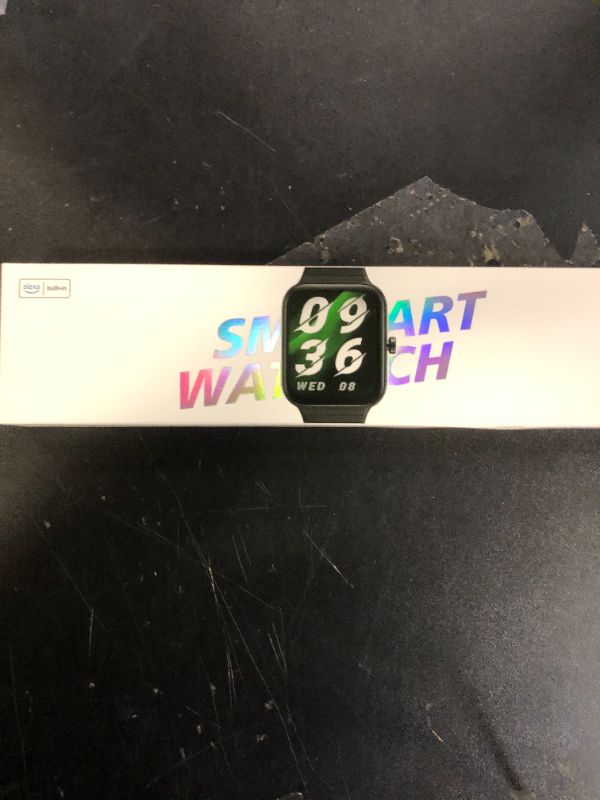 alexa | built-in
SMART
WATCH
09
36
WED 08